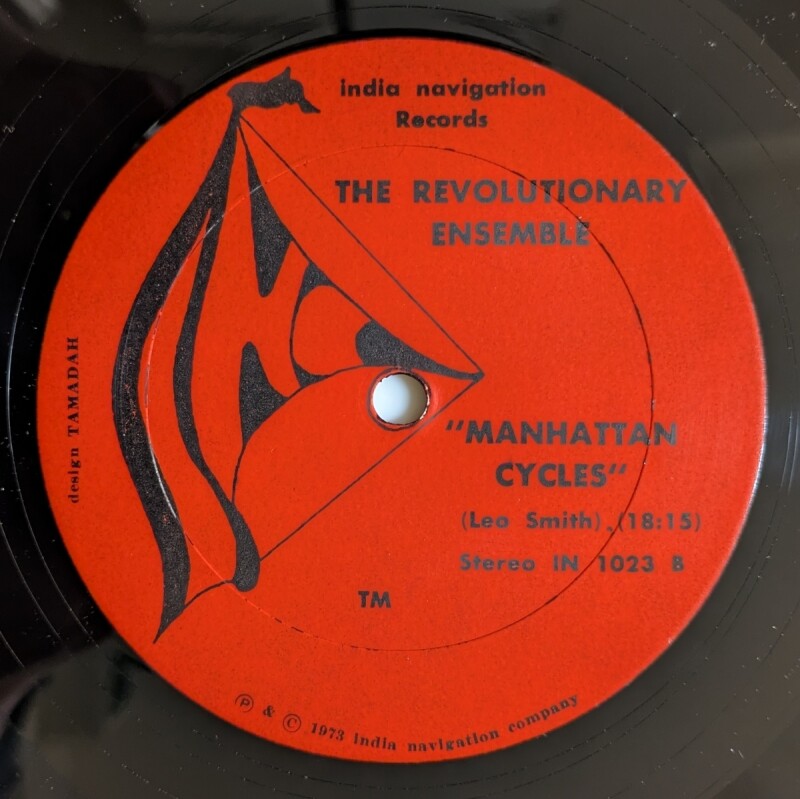 india navigation
Records
THE REVOLUTIONARY
ENSEMBLE
design TAMADAH
"MANHATTAN
CYCLES"
(Leo Smith).(18:15)
Stereo IN 1023 B
TM
℗ & © 1973 india navigation company